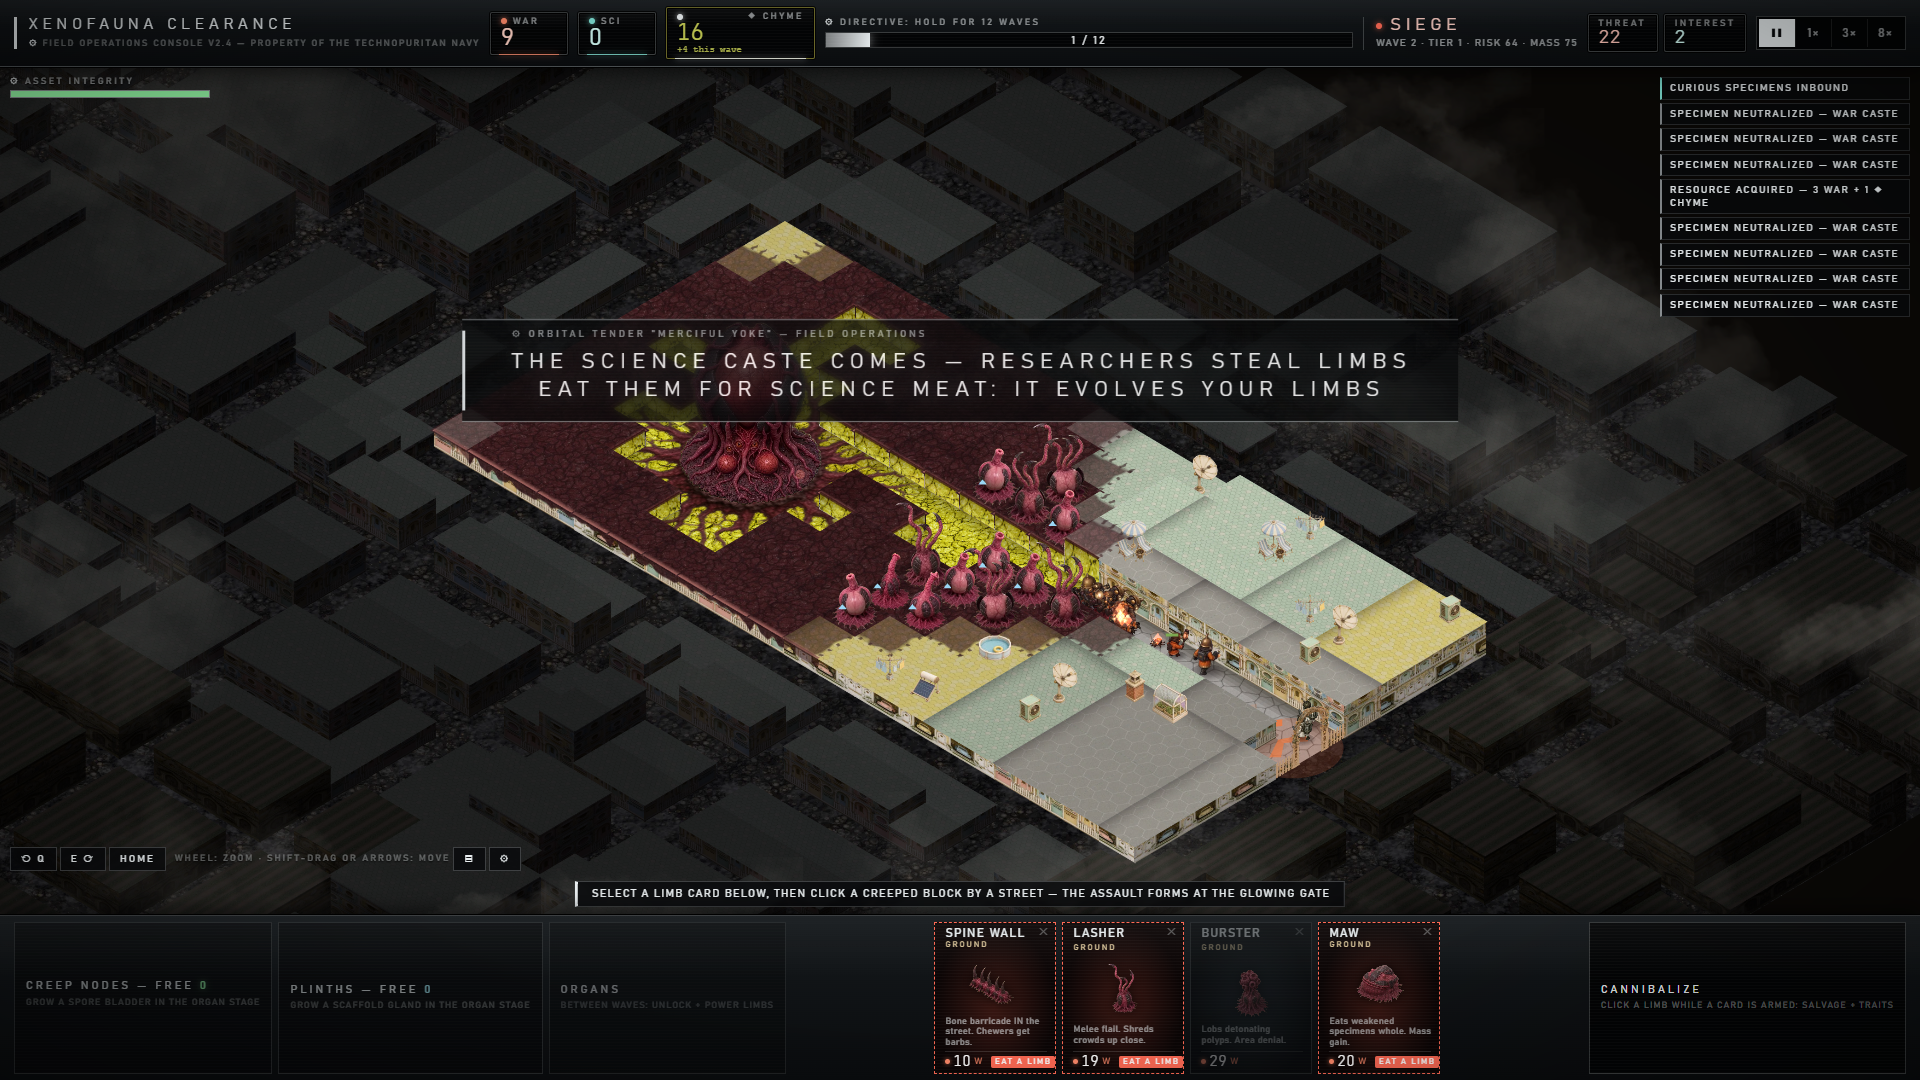 XENOFAUNA CLEARANCE
FIELD OPERATIONS CONSOLE V2.4 — PROPERTY OF THE TECHNOPURITAN NAVY
WAR
9
SCI
0
CHYME
16
+4 this wave
DIRECTIVE: HOLD FOR 12 WAVES
1 / 12
SIEGE
WAVE 2 · TIER 1 · RISK 64 · MASS 75
THREAT
22
INTEREST
2
1×
3×
8×
ASSET INTEGRITY
CURIOUS SPECIMENS INBOUND
SPECIMEN NEUTRALIZED — WAR CASTE
SPECIMEN NEUTRALIZED — WAR CASTE
SPECIMEN NEUTRALIZED — WAR CASTE
RESOURCE ACQUIRED — 3 WAR + 1 ◆
CHYME
SPECIMEN NEUTRALIZED — WAR CASTE
SPECIMEN NEUTRALIZED — WAR CASTE
SPECIMEN NEUTRALIZED — WAR CASTE
SPECIMEN NEUTRALIZED — WAR CASTE
ORBITAL TENDER "MERCIFUL YOKE" — FIELD OPERATIONS
THE SCIENCE CASTE COMES — RESEARCHERS STEAL LIMBS
EAT THEM FOR SCIENCE MEAT: IT EVOLVES YOUR LIMBS
Q
E
HOME
WHEEL: ZOOM · SHIFT-DRAG OR ARROWS: MOVE
SELECT A LIMB CARD BELOW, THEN CLICK A CREEPED BLOCK BY A STREET — THE ASSAULT FORMS AT THE GLOWING GATE
CREEP NODES — FREE 0
GROW A SPORE BLADDER IN THE ORGAN STAGE
PLINTHS — FREE 0
GROW A SCAFFOLD GLAND IN THE ORGAN STAGE
ORGANS
BETWEEN WAVES: UNLOCK + POWER LIMBS
SPINE WALL
GROUND
Bone barricade IN the
street. Chewers get
barbs.
10 W
EAT A LIMB
LASHER
GROUND
Melee flail. Shreds
crowds up close.
19 W
EAT A LIMB
BURSTER
GROUND
Lobs detonating
polyps. Area denial.
29 W
MAW
GROUND
Eats weakened
specimens whole. Mass
gain.
20 W
EAT A LIMB
CANNIBALIZE
CLICK A LIMB WHILE A CARD IS ARMED: SALVAGE + TRAITS